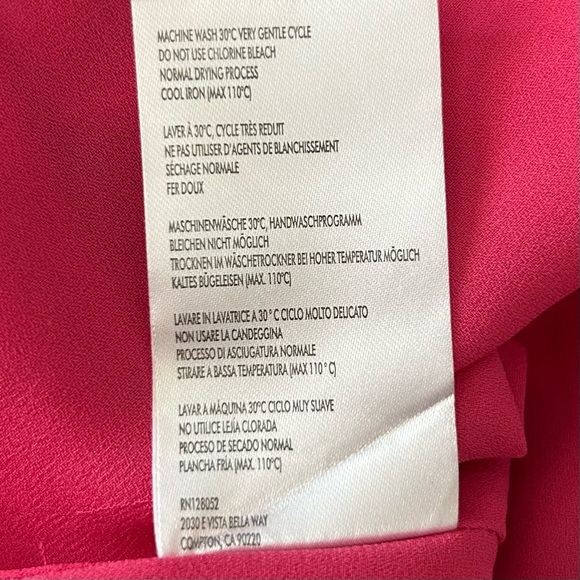 MACHINE WASH 30°C VERY GENTLE CYCLE
DO NOT USE CHLORINE BLEACH
NORMAL DRYING PROCESS
COOL IRON (MAX 110°C)
LAVER À 30°C, CYCLE TRÈS REDUIT
NE PAS UTILISER D'AGENTS DE BLANCHISSEMENT
SÉCHAGE NORMALE
FER DOUX
MASCHINENWÄSCHE 30°C, HANDWASCHPROGRAMM
BLEICHEN NICHT MÖGLICH
TROCKNEN IM WÄSCHETROCKNER BEI HOHER TEMPERATUR MÖGLICH
KALTES BÜGELEISEN (MAX. 110°C)
LAVARE IN LAVATRICE A 30°C CICLO MOLTO DELICATO
NON USARE LA CANDEGGINA
PROCESSO DI ASCIUGATURA NORMALE
STIRARE A BASSA TEMPERATURA (MAX 110°C)
LAVAR A MÁQUINA 30°C CICLO MUY SUAVE
NO UTILICE LEJÍA CLORADA
PROCESO DE SECADO NORMAL
PLANCHA FRÍA (MAX. 110°C)
RN128052
2030 E VISTA BELLA WAY
COMPTON, CA 90220